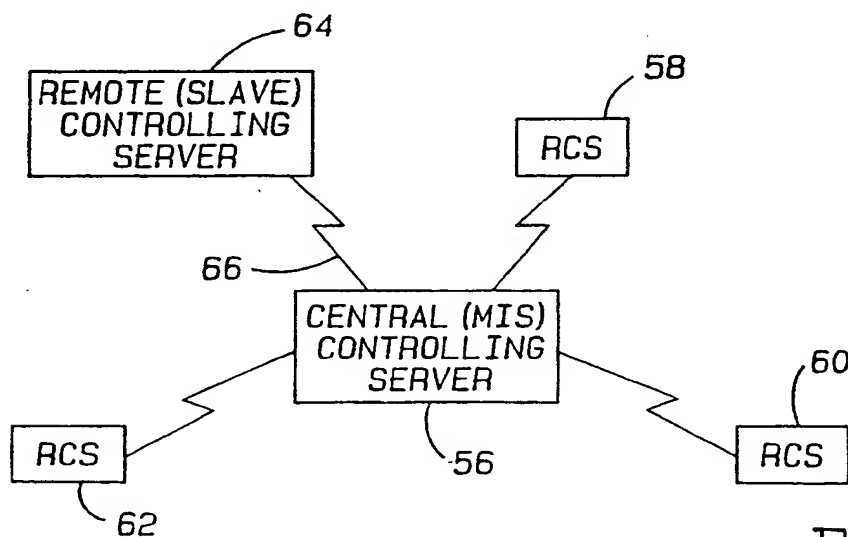 64
REMOTE (SLAVE)
CONTROLLING
SERVER
58
RCS
66
CENTRAL (MIS)
CONTROLLING
SERVER
60
RCS
56
RCS
62